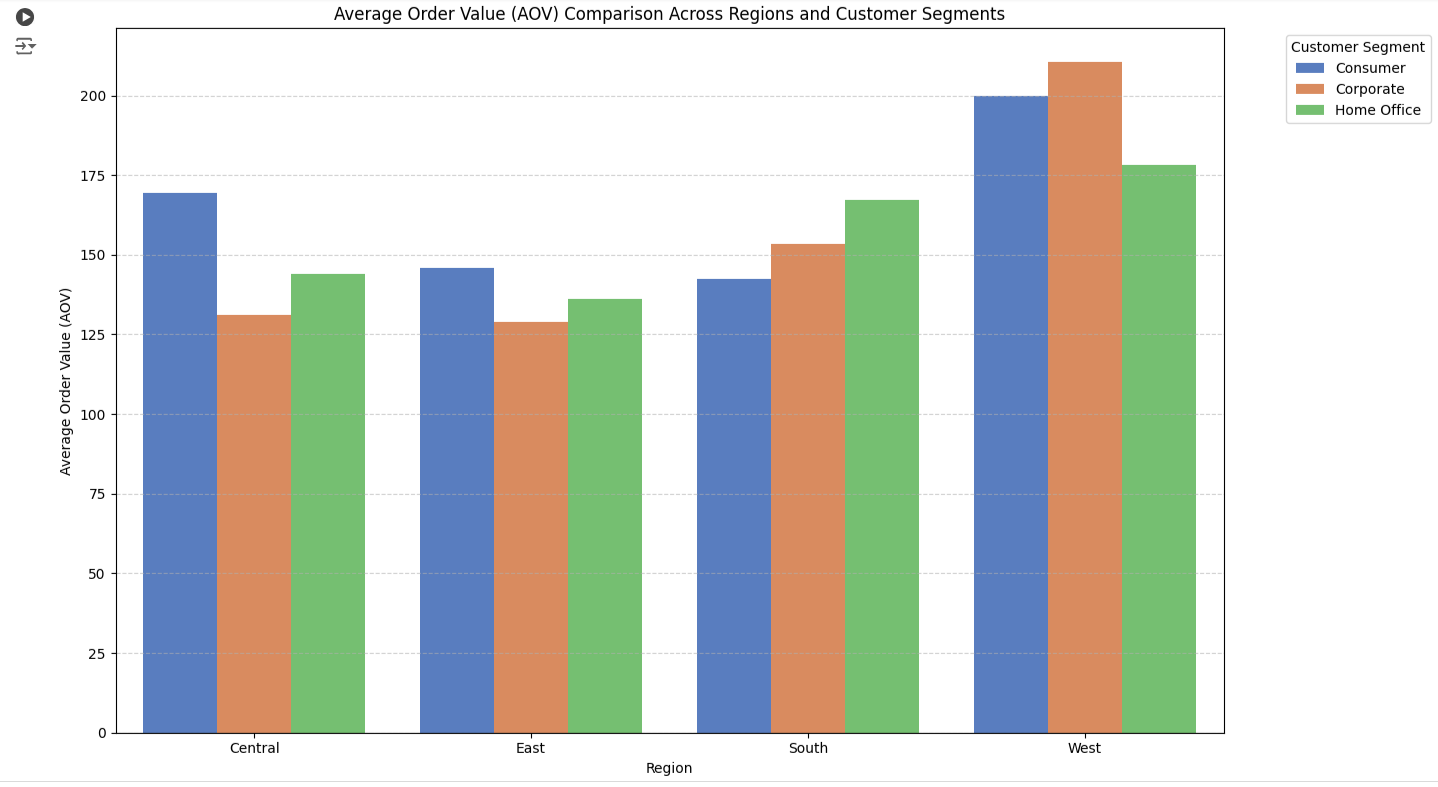 Average Order Value (AOV) Comparison Across Regions and Customer Segments
Customer Segment
Consumer
Corporate
Home Office
Average Order Value (AOV)
200
175
150
125
100
75
50
25
0
Central East South West
Region